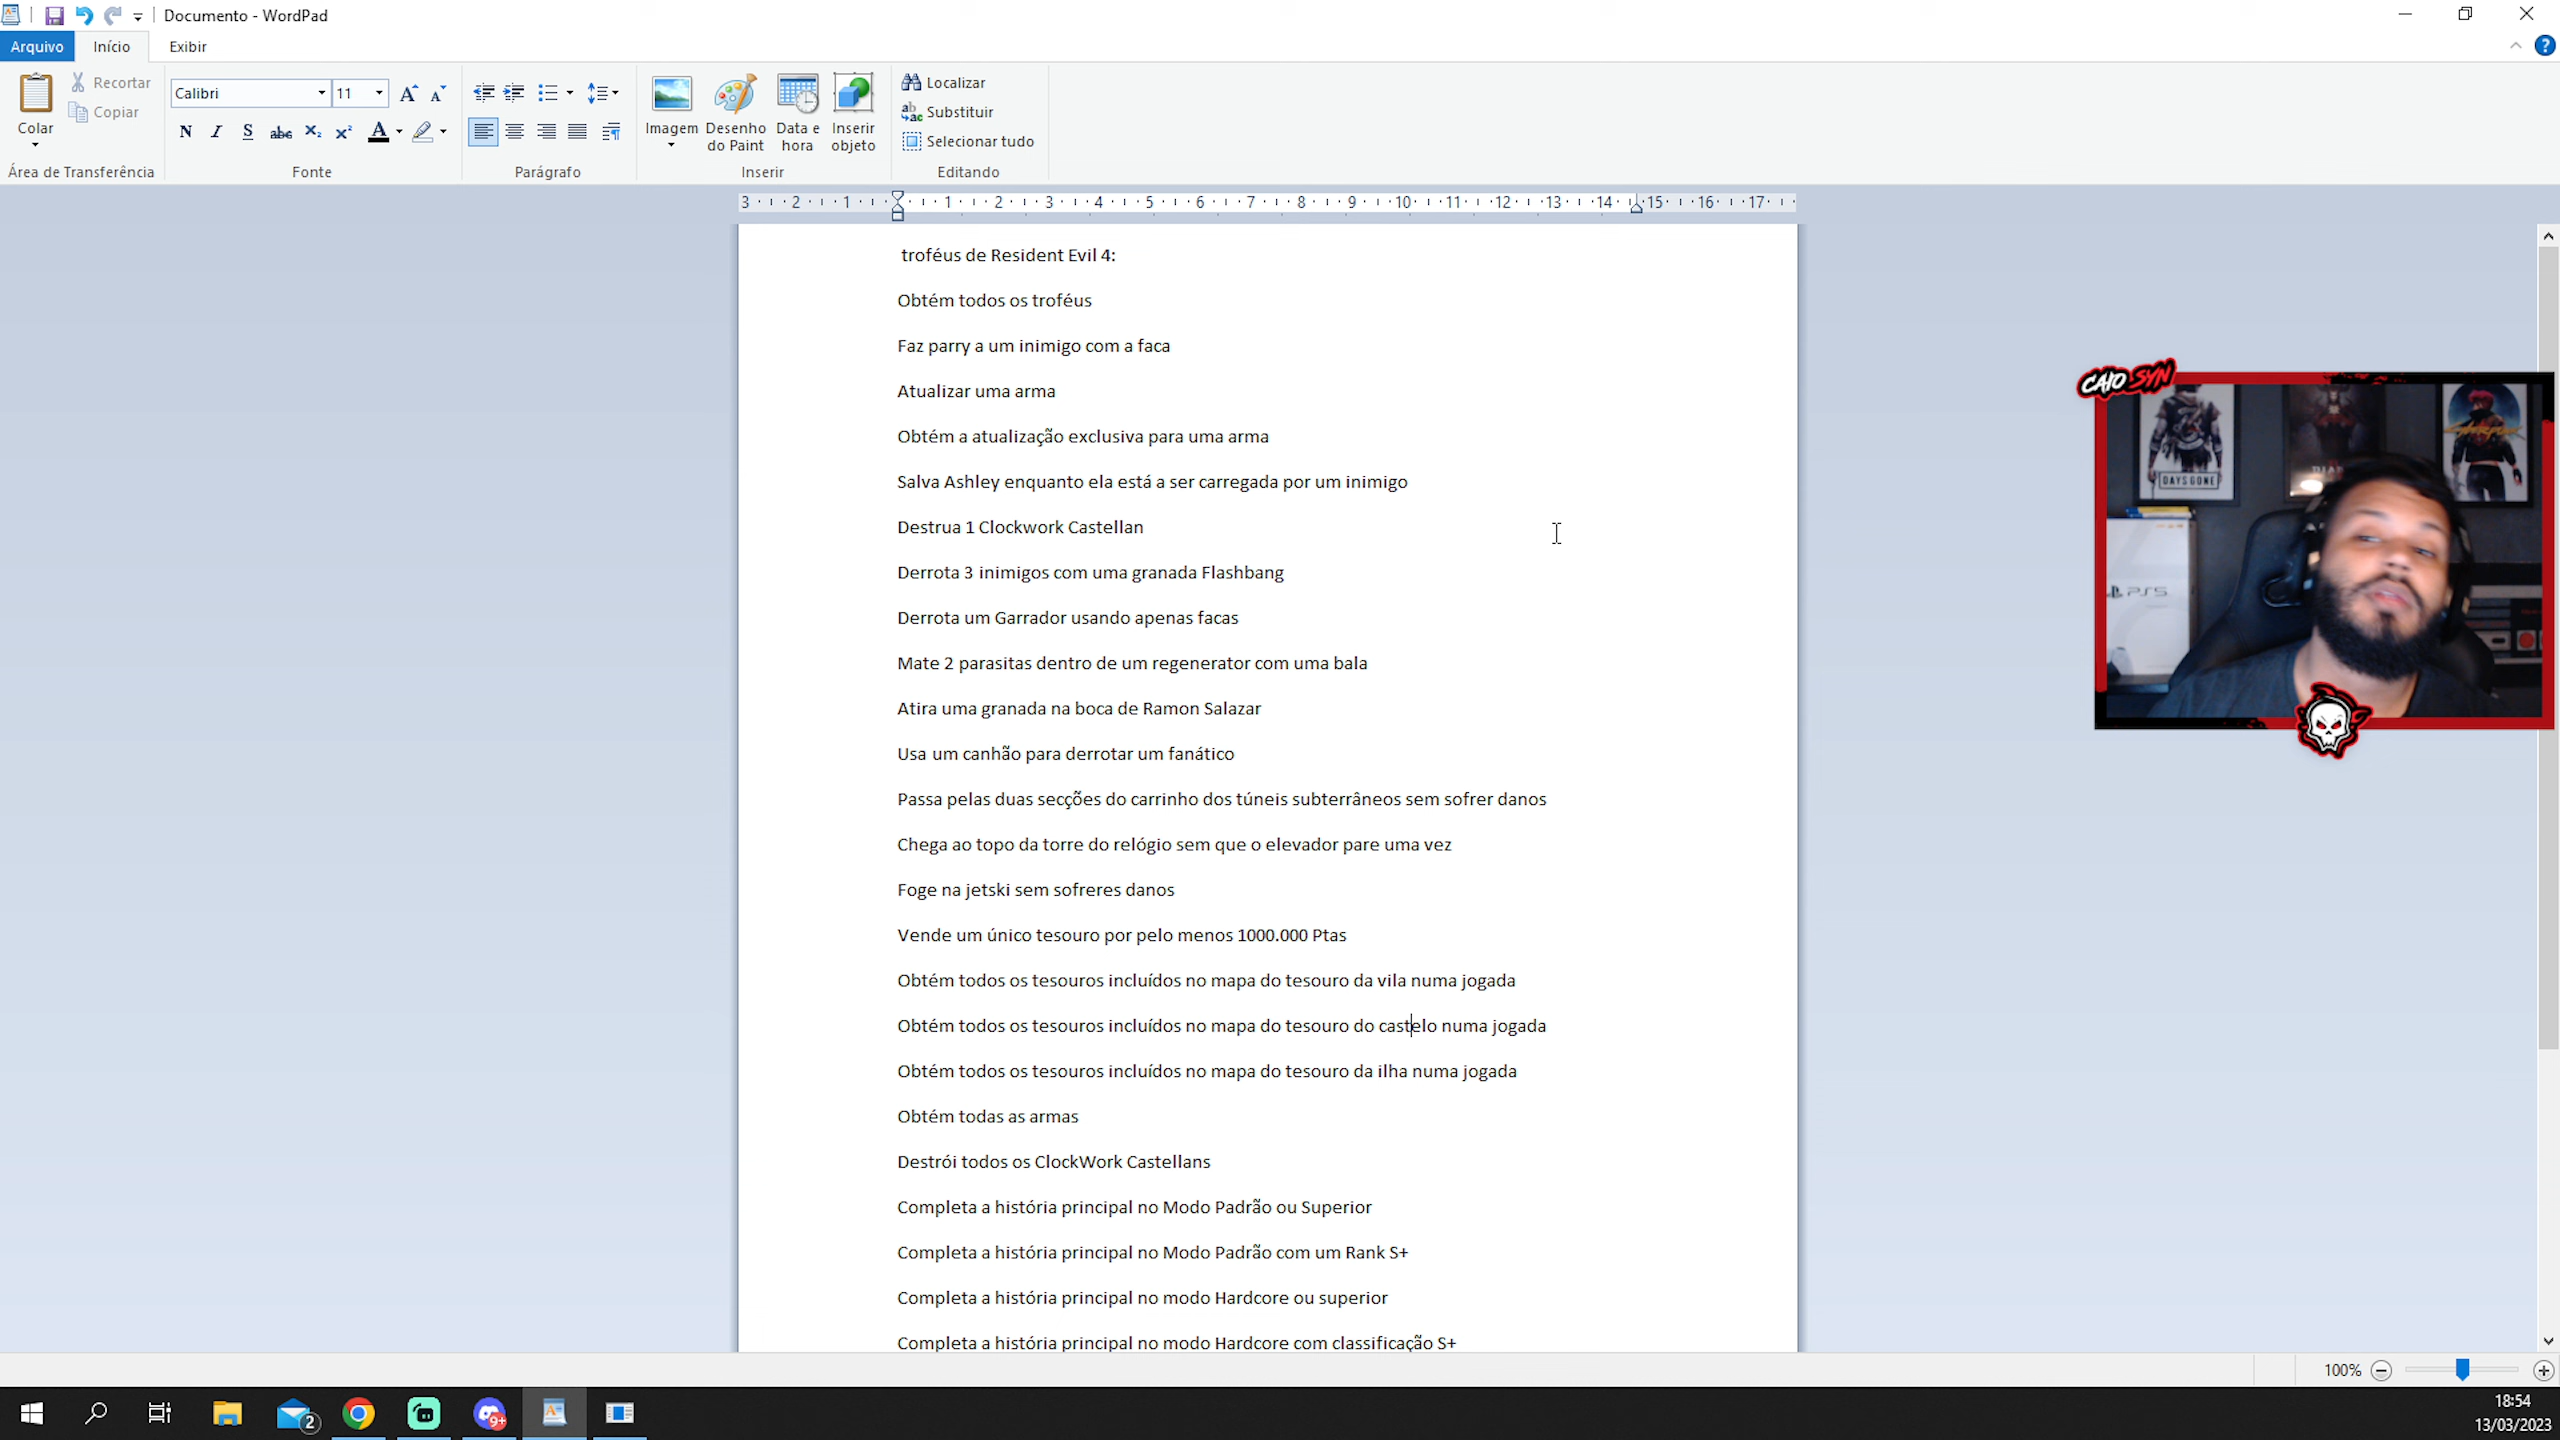 Documento - WordPad
Arquivo
Início
Exibir
Colar
Recortar
Copiar
Área de Transferência
Calibri
11
N I S abc X₂ X² A
Fonte
Parágrafo
Imagem
Desenho do Paint
Data e hora
Inserir objeto
Inserir
Localizar
Substituir
Selecionar tudo
Editando
3 2 1 1 2 3 4 5 6 7 8 9 10 11 12 13 14 15 16 17
troféus de Resident Evil 4:
Obtém todos os troféus
Faz parry a um inimigo com a faca
Atualizar uma arma
Obtém a atualização exclusiva para uma arma
Salva Ashley enquanto ela está a ser carregada por um inimigo
Destrua 1 Clockwork Castellan
Derrota 3 inimigos com uma granada Flashbang
Derrota um Garrador usando apenas facas
Mate 2 parasitas dentro de um regenerator com uma bala
Atira uma granada na boca de Ramon Salazar
Usa um canhão para derrotar um fanático
Passa pelas duas secções do carrinho dos túneis subterrâneos sem sofrer danos
Chega ao topo da torre do relógio sem que o elevador pare uma vez
Foge na jetski sem sofreres danos
Vende um único tesouro por pelo menos 1000.000 Ptas
Obtém todos os tesouros incluídos no mapa do tesouro da vila numa jogada
Obtém todos os tesouros incluídos no mapa do tesouro do castelo numa jogada
Obtém todos os tesouros incluídos no mapa do tesouro da ilha numa jogada
Obtém todas as armas
Destrói todos os ClockWork Castellans
Completa a história principal no Modo Padrão ou Superior
Completa a história principal no Modo Padrão com um Rank S+
Completa a história principal no modo Hardcore ou superior
Completa a história principal no modo Hardcore com classificação S+
CAIO SYN
DAYS GONE
PS5
100%
2
9+
18:54
13/03/2023